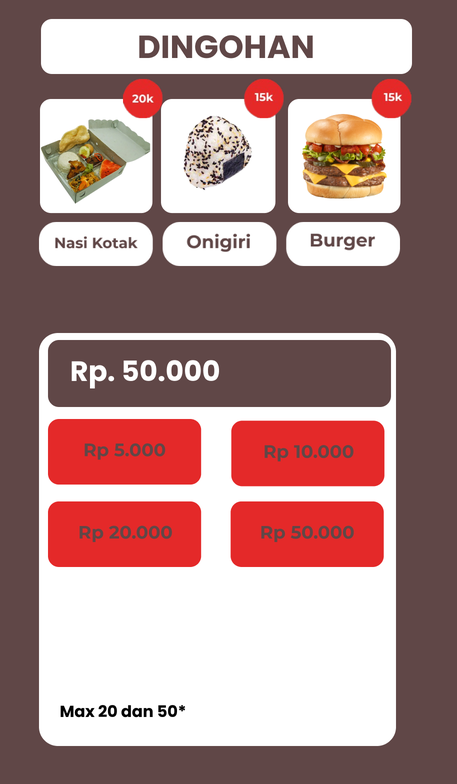 DINGOHAN
20k
15k
15k
Nasi Kotak
Onigiri
Burger
Rp. 50.000
Rp 5.000
Rp 10.000
Rp 20.000
Rp 50.000
Max 20 dan 50*